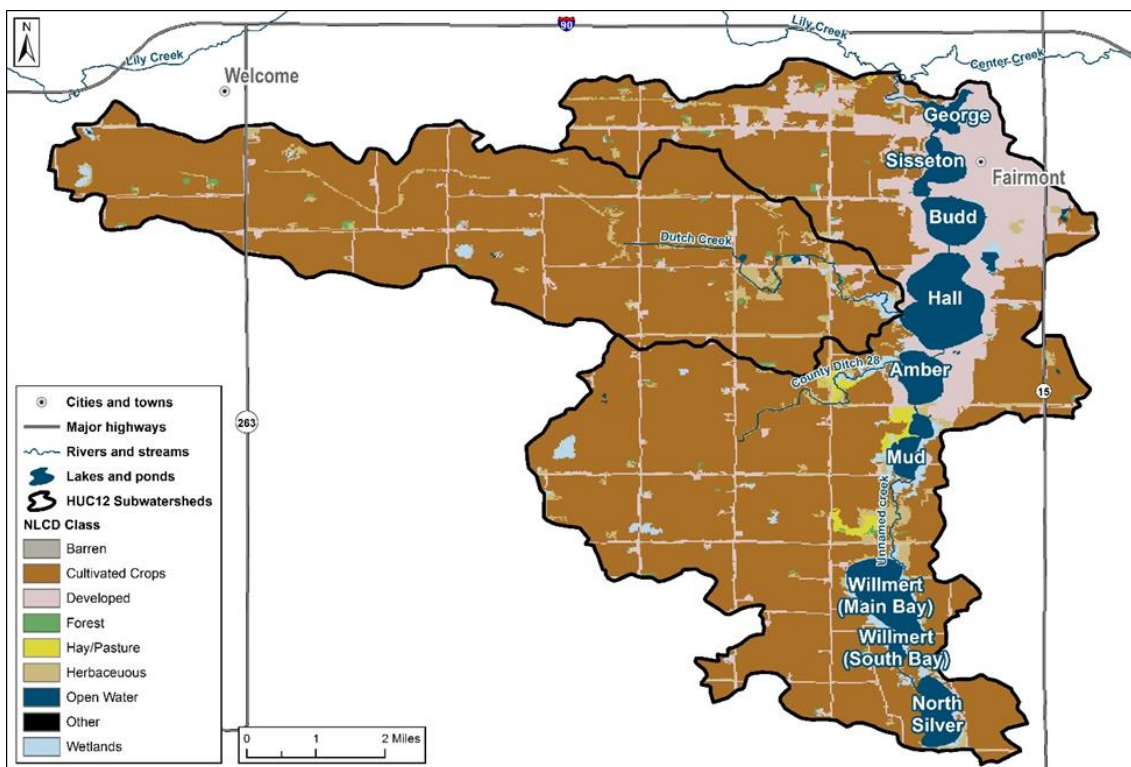 N
Lily Creek
90
Lily Creek
Center Creek
Welcome
George
Sisseton
Fairmont
Budd
Dutch Creek
Hall
County Ditch 28
Amber
15
263
Mud
Unnamed creek
Willmert
(Main Bay)
Willmert
(South Bay)
North
Silver
Cities and towns
Major highways
Rivers and streams
Lakes and ponds
HUC12 Subwatersheds
NLCD Class
Barren
Cultivated Crops
Developed
Forest
Hay/Pasture
Herbaceuous
Open Water
Other
Wetlands
0 1 2 Miles